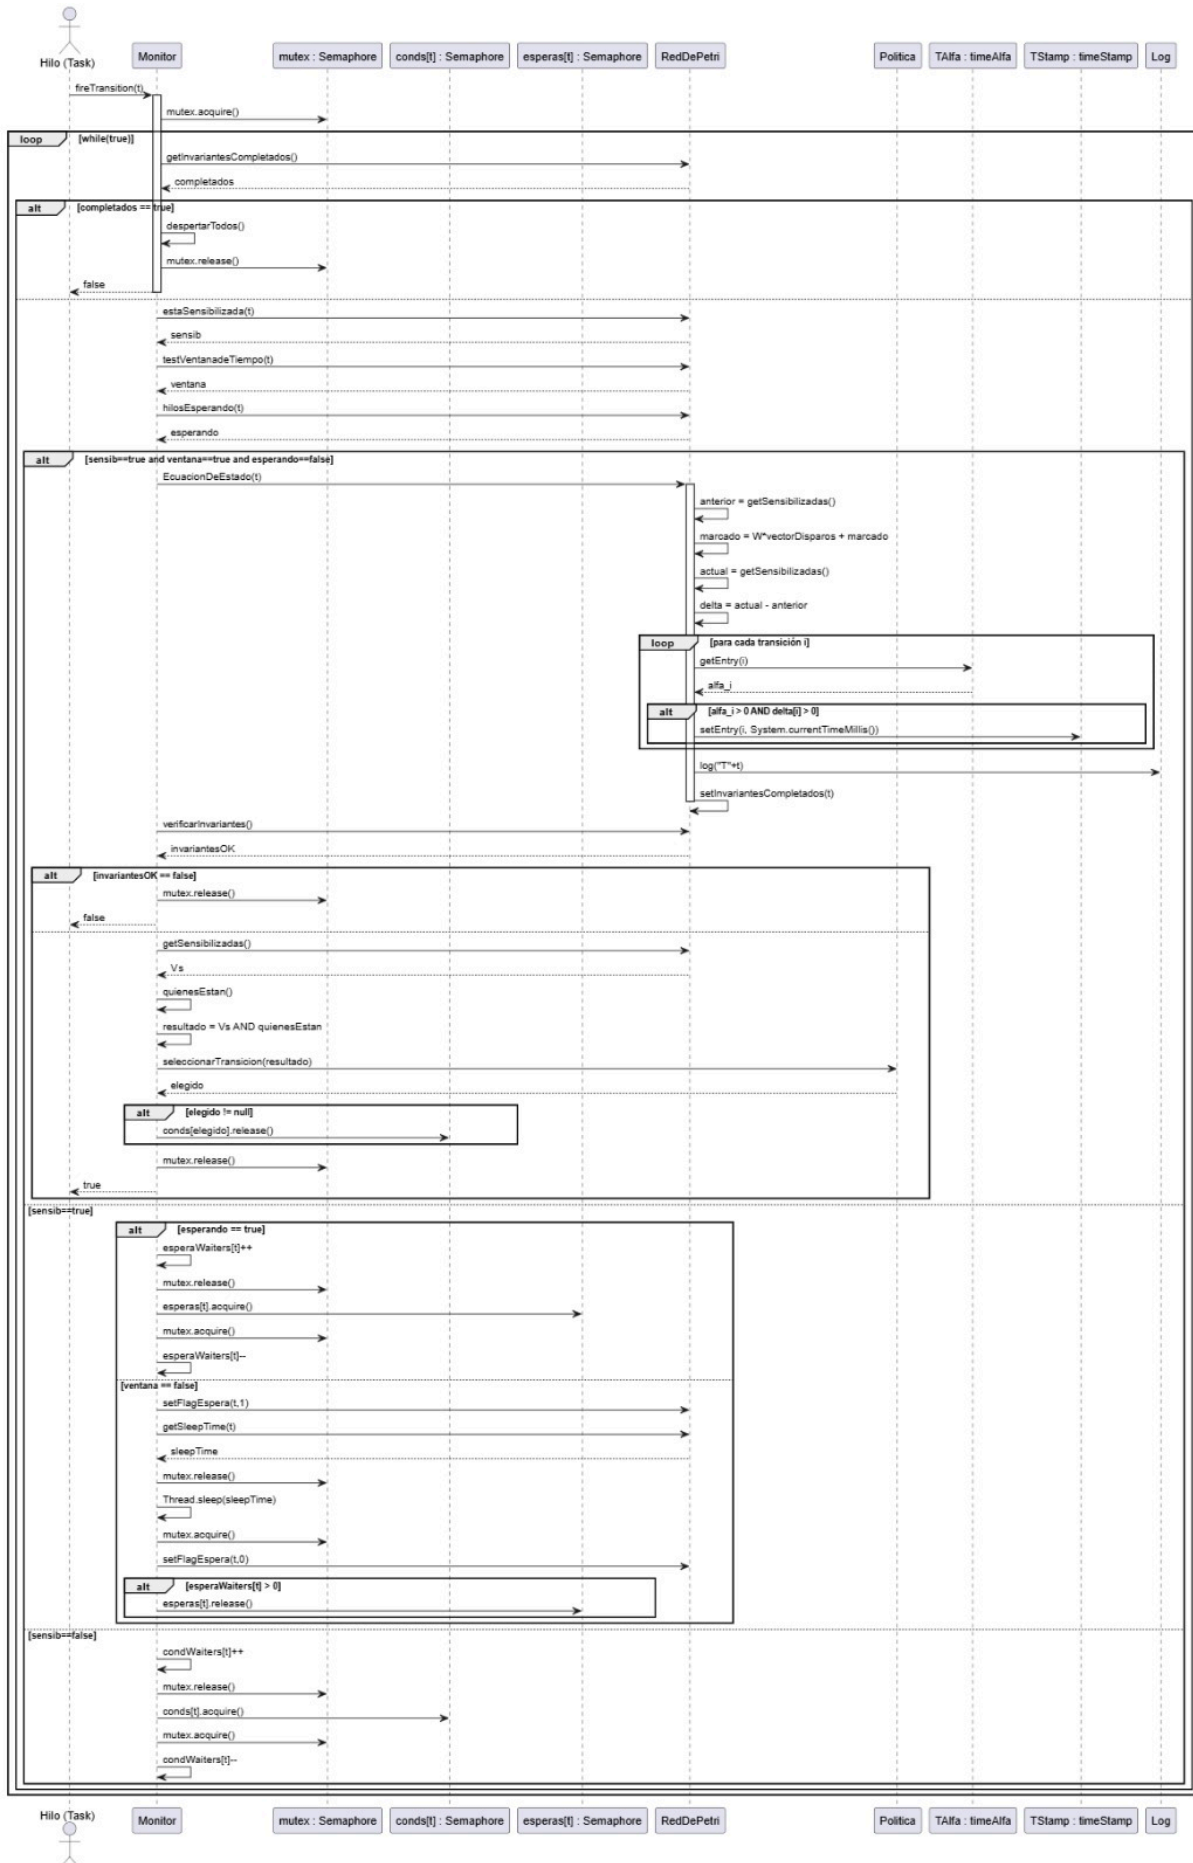 Hilo (Task)
Monitor
mutex : Semaphore
conds[t] : Semaphore
esperas[t] : Semaphore
RedDePetri
Politica
TAlfa : timeAlfa
TStamp : timeStamp
Log
fireTransition(t)
mutex.acquire()
loop [while(true)]
getInvariantesCompletados()
completados
alt [completados == true]
despertarTodos()
mutex.release()
false
estaSensibilizada(t)
sensib
testVentanadeTiempo(t)
ventana
hilosEsperando(t)
esperando
alt [sensib==true and ventana==true and esperando==false]
EcuacionDeEstado(t)
anterior = getSensibilizadas()
marcado = W*vectorDisparos + marcado
actual = getSensibilizadas()
delta = actual - anterior
loop [para cada transición i]
getEntry(i)
alfa_i
alt [alfa_i > 0 AND delta[i] > 0]
setEntry(i, System.currentTimeMillis())
log("T"+t)
setInvariantesCompletados(t)
verificarInvariantes()
invariantesOK
alt [invariantesOK == false]
mutex.release()
false
getSensibilizadas()
Vs
quienesEstan()
resultado = Vs AND quienesEstan
seleccionarTransicion(resultado)
elegido
alt [elegido != null]
conds[elegido].release()
mutex.release()
true
[sensib==true]
alt [esperando == true]
esperaWaiters[t]++
mutex.release()
esperas[t].acquire()
mutex.acquire()
esperaWaiters[t]--
[ventana == false]
setFlagEspera(t,1)
getSleepTime(t)
sleepTime
mutex.release()
Thread.sleep(sleepTime)
mutex.acquire()
setFlagEspera(t,0)
alt [esperaWaiters[t] > 0]
esperas[t].release()
[sensib==false]
condWaiters[t]++
mutex.release()
conds[t].acquire()
mutex.acquire()
condWaiters[t]--
Hilo (Task)
Monitor
mutex : Semaphore
conds[t] : Semaphore
esperas[t] : Semaphore
RedDePetri
Politica
TAlfa : timeAlfa
TStamp : timeStamp
Log